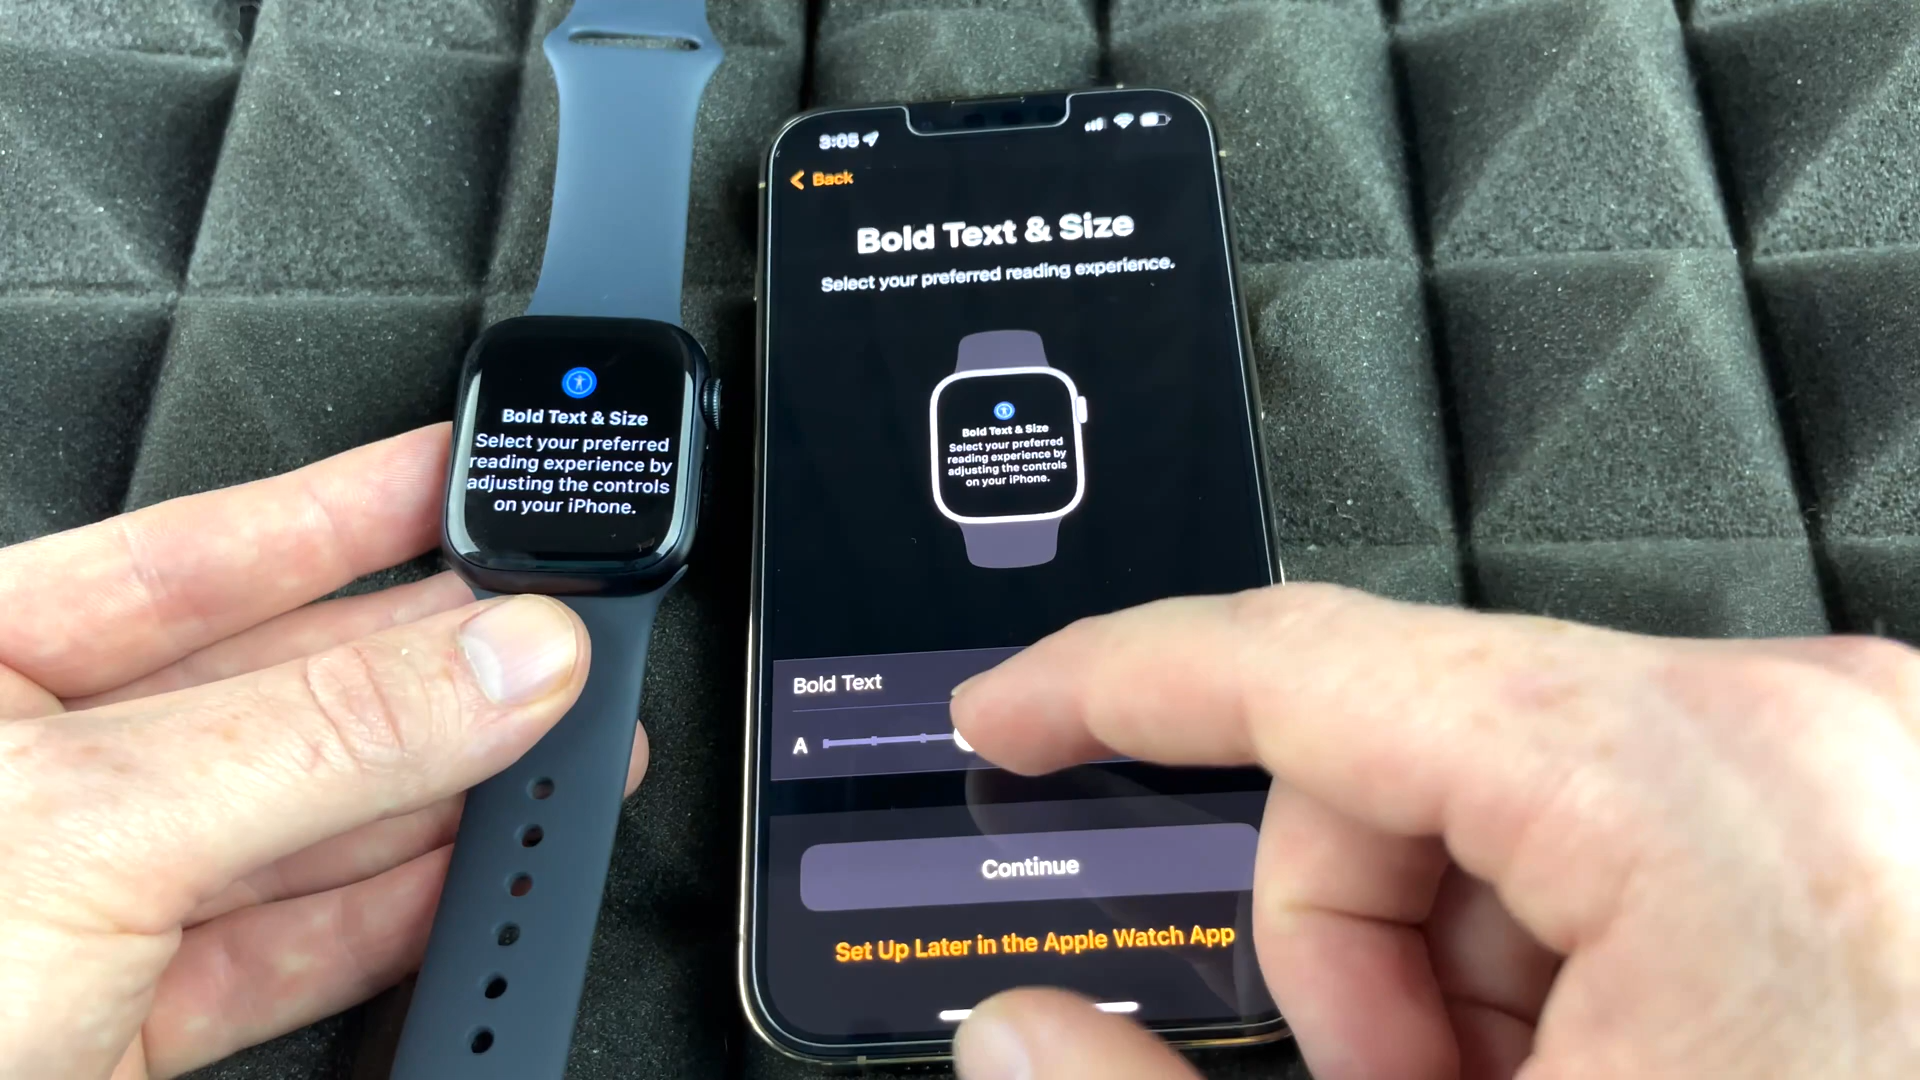 Bold Text & Size
Select your preferred
reading experience by
adjusting the controls
on your iPhone.
3:05
Back
Bold Text & Size
Select your preferred reading experience.
Bold Text & Size
Select your preferred
reading experience by
adjusting the controls
on your iPhone.
Bold Text
A
Continue
Set Up Later in the Apple Watch App